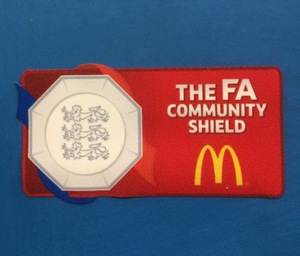 THE FA
COMMUNITY
SHIELD